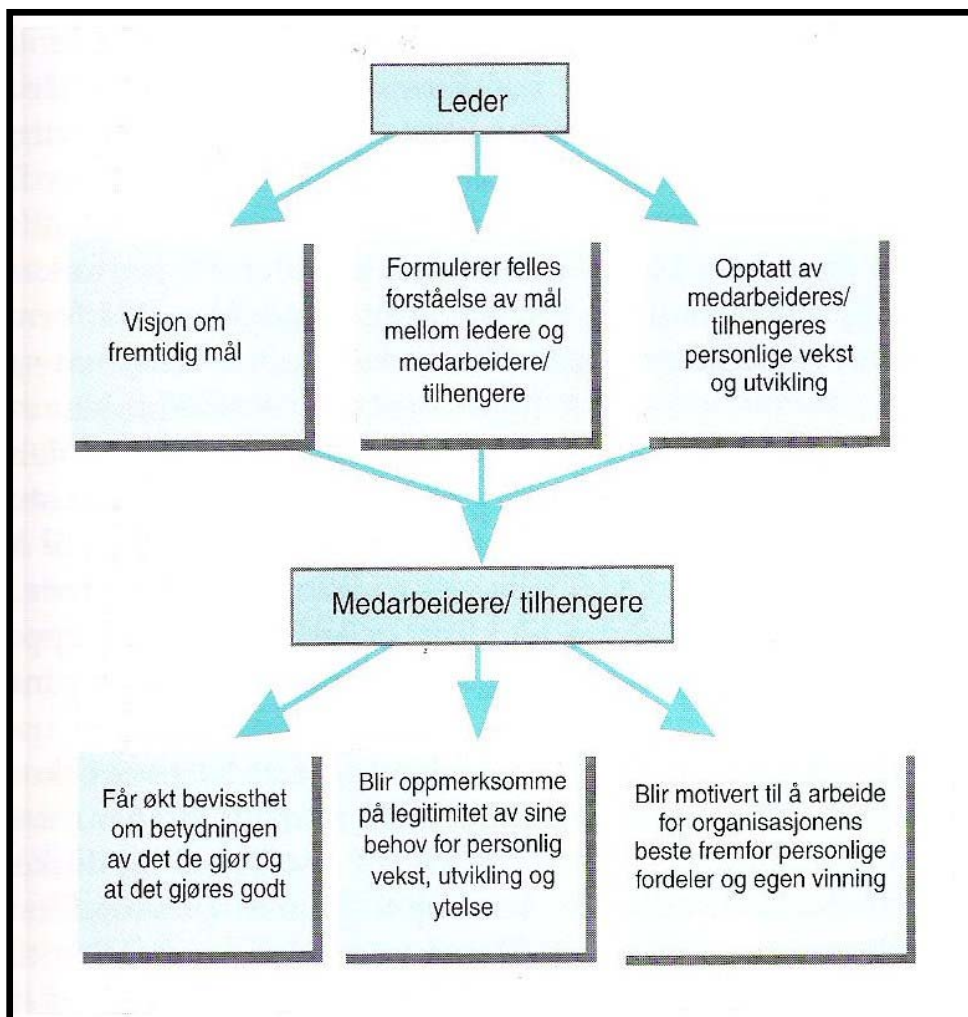 Leder
Visjon om
fremtidig mål
Formulerer felles
forståelse av mål
mellom ledere og
medarbeidere/
tilhengere
Opptatt av
medarbeideres/
tilhengeres
personlige vekst
og utvikling
Medarbeidere/ tilhengere
Får økt bevissthet
om betydningen
av det de gjør og
at det gjøres godt
Blir oppmerksomme
på legitimitet av sine
behov for personlig
vekst, utvikling og
ytelse
Blir motivert til å arbeide
for organisasjonens
beste fremfor personlige
fordeler og egen vinning